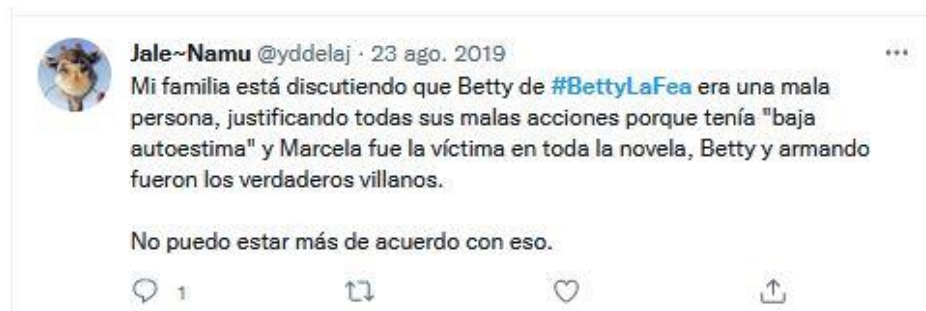 Jale~Namu @yddelaj · 23 ago. 2019
Mi familia está discutiendo que Betty de #BettyLaFea era una mala
persona, justificando todas sus malas acciones porque tenía "baja
autoestima" y Marcela fue la víctima en toda la novela, Betty y armando
fueron los verdaderos villanos.
No puedo estar más de acuerdo con eso.
1